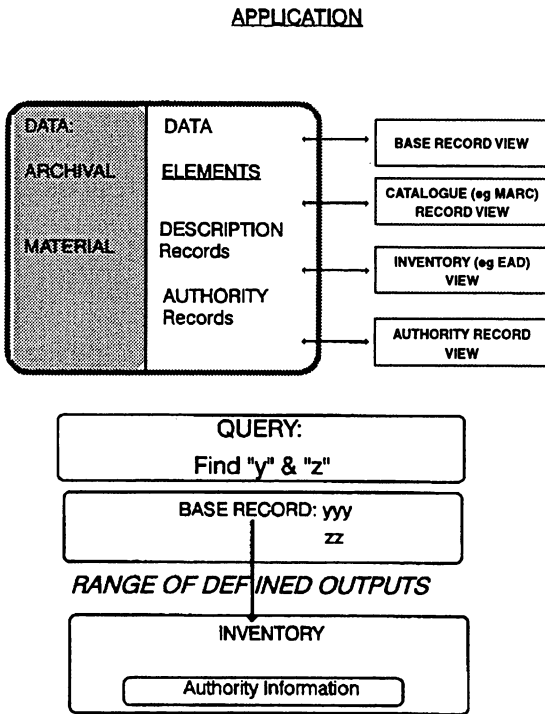 APPLICATION
DATA:
ARCHIVAL
MATERIAL
DATA
ELEMENTS
DESCRIPTION
Records
AUTHORITY
Records
BASE RECORD VIEW
CATALOGUE (eg MARC)
RECORD VIEW
INVENTORY (eg EAD)
VIEW
AUTHORITY RECORD
VIEW
QUERY:
Find "y" & "z"
BASE RECORD: yyy
zz
RANGE OF DEFINED OUTPUTS
INVENTORY
Authority Information